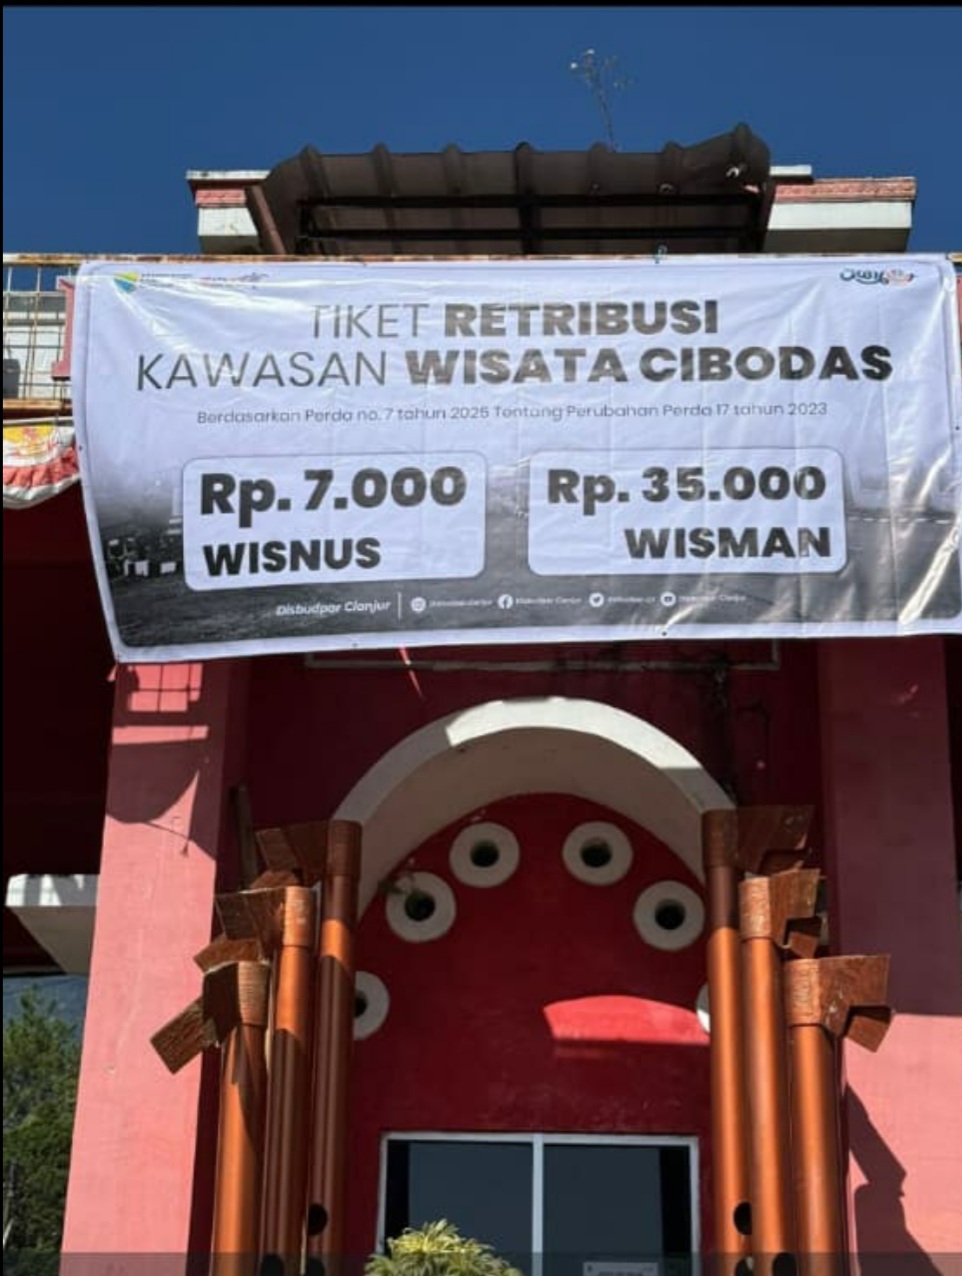 TIKET RETRIBUSI
KAWASAN WISATA CIBODAS
Berdasarkan Perda no. 7 tahun 2025 Tentang Perubahan Perda 17 tahun 2023
Rp. 7.000
WISNUS
Rp. 35.000
WISMAN
Disbudpar Cianjur